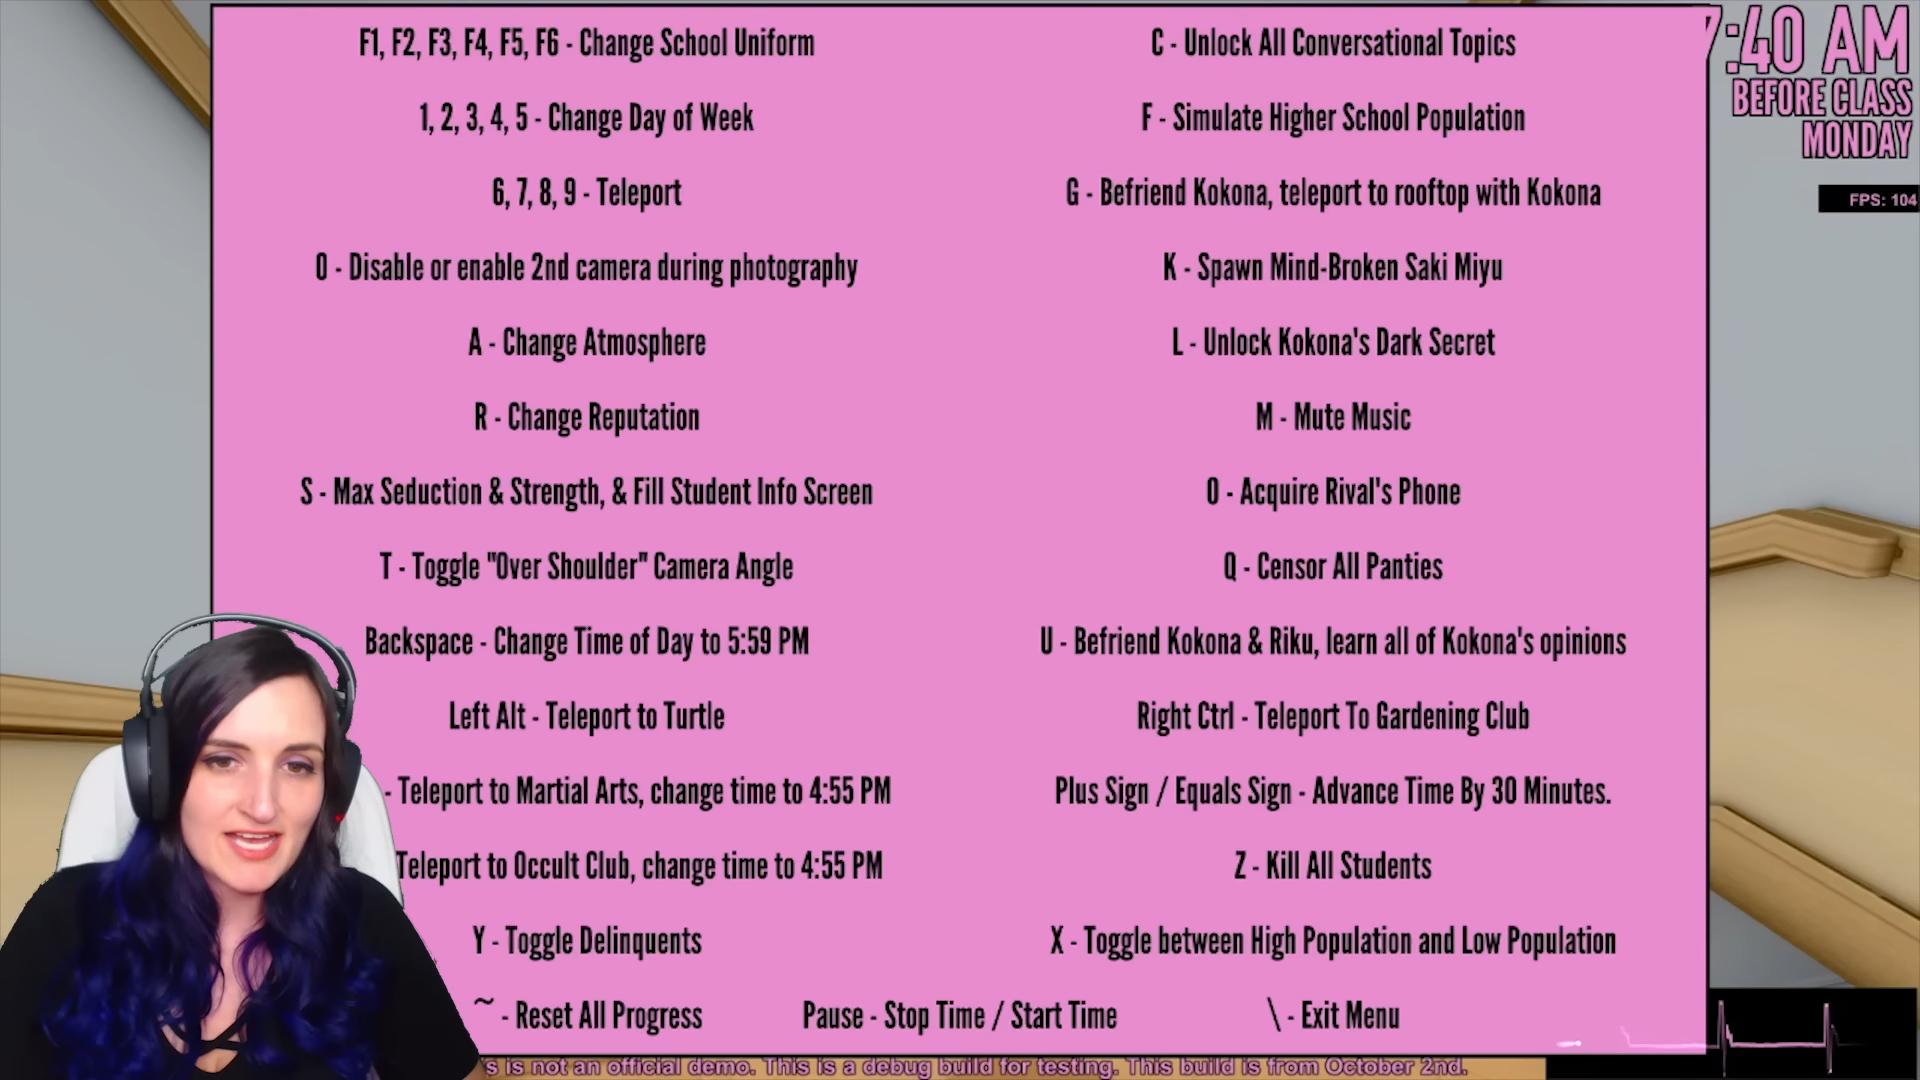 F1, F2, F3, F4, F5, F6 - Change School Uniform
1, 2, 3, 4, 5 - Change Day of Week
6, 7, 8, 9 - Teleport
0 - Disable or enable 2nd camera during photography
A - Change Atmosphere
R - Change Reputation
S - Max Seduction & Strength, & Fill Student Info Screen
T - Toggle "Over Shoulder" Camera Angle
Backspace - Change Time of Day to 5:59 PM
Left Alt - Teleport to Turtle
- Teleport to Martial Arts, change time to 4:55 PM
Teleport to Occult Club, change time to 4:55 PM
Y - Toggle Delinquents
~ - Reset All Progress
Pause - Stop Time / Start Time
C - Unlock All Conversational Topics
F - Simulate Higher School Population
G - Befriend Kokona, teleport to rooftop with Kokona
K - Spawn Mind-Broken Saki Miyu
L - Unlock Kokona's Dark Secret
M - Mute Music
O - Acquire Rival's Phone
Q - Censor All Panties
U - Befriend Kokona & Riku, learn all of Kokona's opinions
Right Ctrl - Teleport To Gardening Club
Plus Sign / Equals Sign - Advance Time By 30 Minutes.
Z - Kill All Students
X - Toggle between High Population and Low Population
\ - Exit Menu
7:40 AM
BEFORE CLASS
MONDAY
FPS: 104
is not an official demo. This is a debug build for testing. This build is from October 2nd.